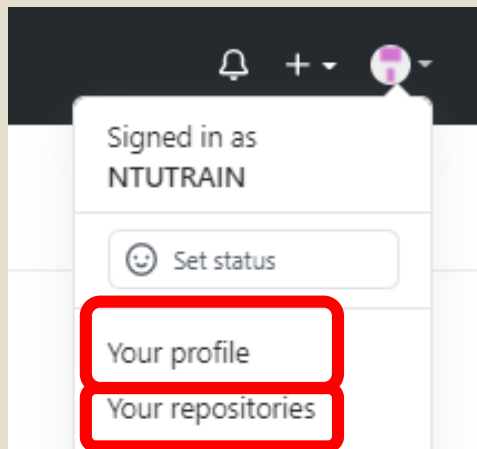 Signed in as
NTUTRAIN
Set status
Your profile
Your repositories